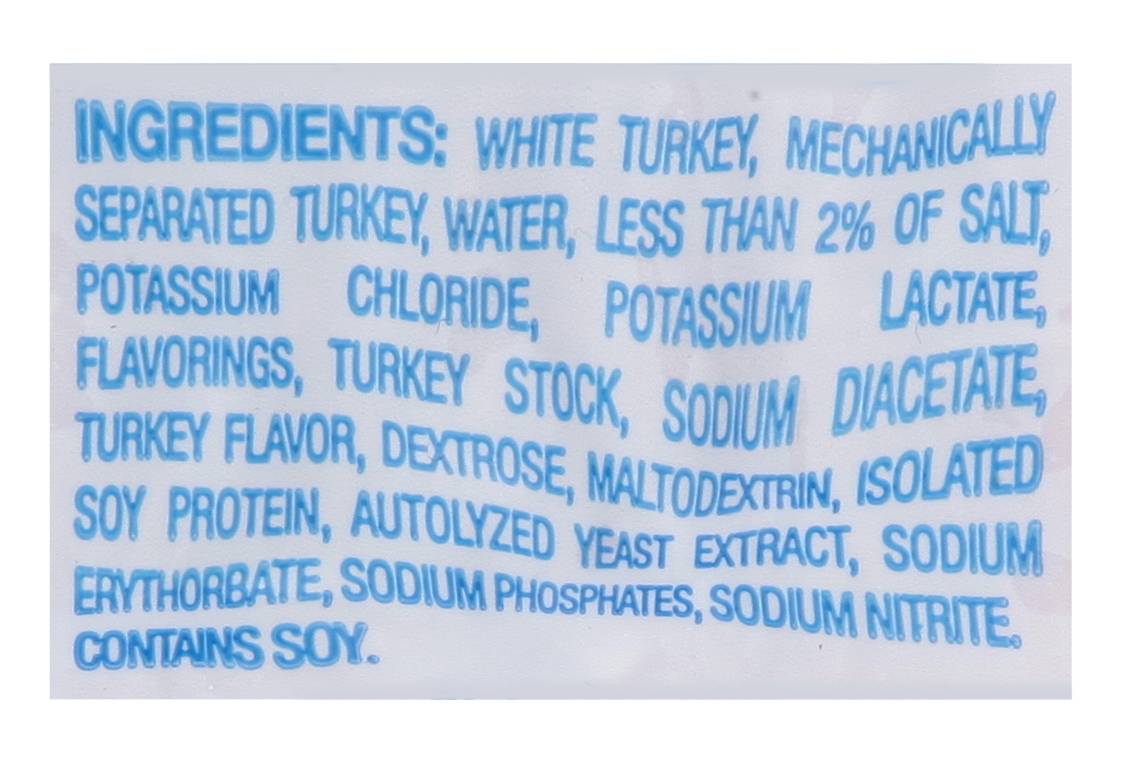 INGREDIENTS: WHITE TURKEY, MECHANICALLY
SEPARATED TURKEY, WATER, LESS THAN 2% OF SALT,
POTASSIUM CHLORIDE, POTASSIUM LACTATE,
FLAVORINGS, TURKEY STOCK, SODIUM DIACETATE,
TURKEY FLAVOR, DEXTROSE, MALTODEXTRIN, ISOLATED
SOY PROTEIN, AUTOLYZED YEAST EXTRACT, SODIUM
ERYTHORBATE, SODIUM PHOSPHATES, SODIUM NITRITE.
CONTAINS SOY.